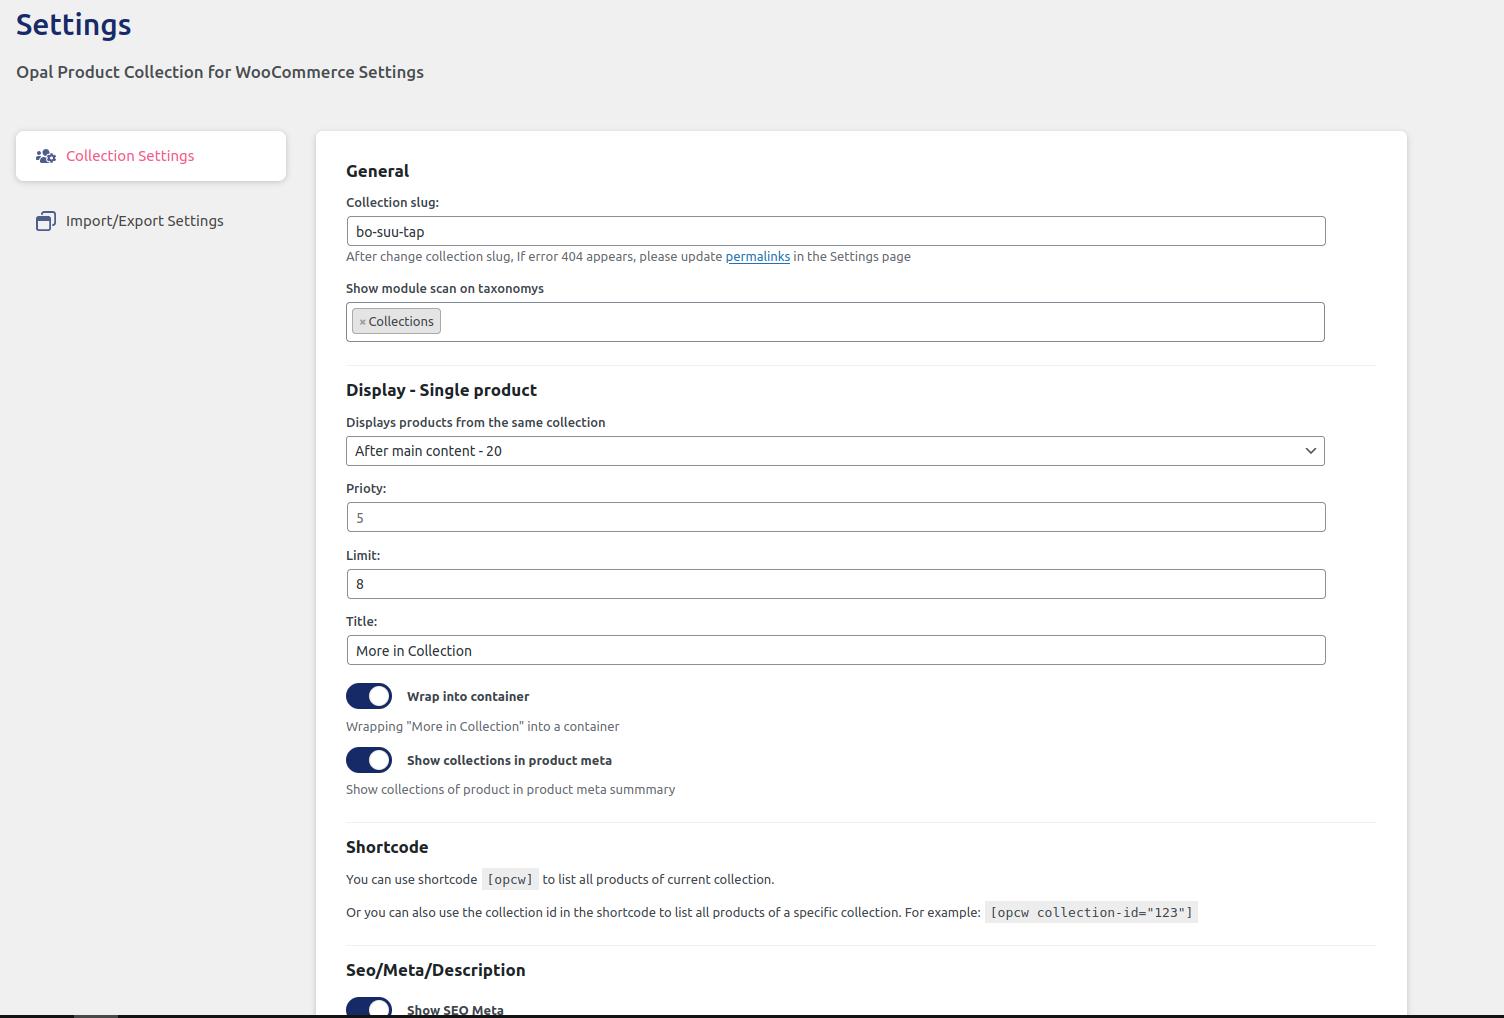 Settings
Opal Product Collection for WooCommerce Settings
Collection Settings
Import/Export Settings
General
Collection slug:
bo-suu-tap
After change collection slug, If error 404 appears, please update permalinks in the Settings page
Show module scan on taxonomys
× Collections
Display - Single product
Displays products from the same collection
After main content - 20
Prioty:
5
Limit:
8
Title:
More in Collection
Wrap into container
Wrapping "More in Collection" into a container
Show collections in product meta
Show collections of product in product meta summmary
Shortcode
You can use shortcode [opcw] to list all products of current collection.
Or you can also use the collection id in the shortcode to list all products of a specific collection. For example: [opcw collection-id="123"]
Seo/Meta/Description
Show SEO Meta